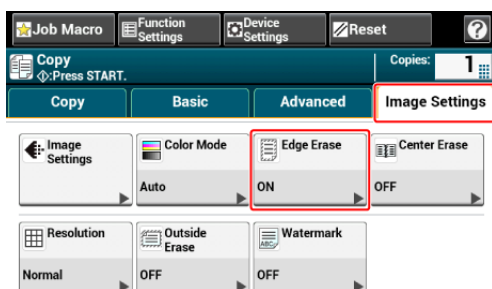 Job Macro
Function
Settings
Device
Settings
Reset
?
Copy
:Press START.
Copies:
1
Copy
Basic
Advanced
Image Settings
Image
Settings
Color Mode
Auto
Edge Erase
ON
Center Erase
OFF
Resolution
Normal
Outside
Erase
OFF
ABC
Watermark
OFF